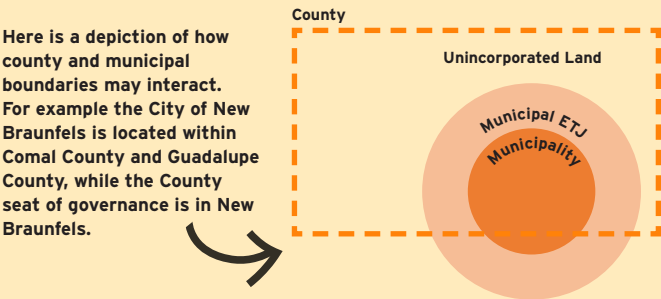 Here is a depiction of how
county and municipal
boundaries may interact.
For example the City of New
Braunfels is located within
Comal County and Guadalupe
County, while the County
seat of governance is in New
Braunfels.
County
Unincorporated Land
Municipal ETJ
Municipality